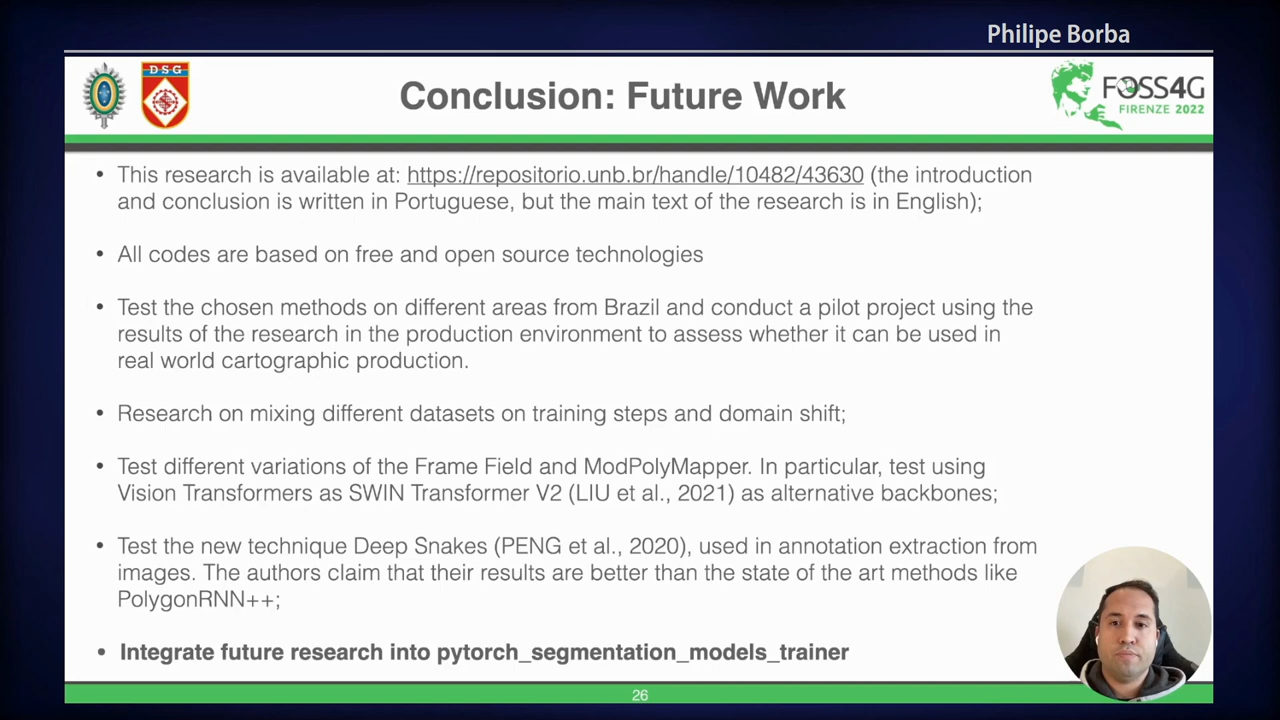 Philipe Borba
DSG
Conclusion: Future Work
FOSS4G
FIRENZE 2022
• This research is available at: https://repositorio.unb.br/handle/10482/43630 (the introduction
and conclusion is written in Portuguese, but the main text of the research is in English);
• All codes are based on free and open source technologies
• Test the chosen methods on different areas from Brazil and conduct a pilot project using the
results of the research in the production environment to assess whether it can be used in
real world cartographic production.
• Research on mixing different datasets on training steps and domain shift;
• Test different variations of the Frame Field and ModPolyMapper. In particular, test using
Vision Transformers as SWIN Transformer V2 (LIU et al., 2021) as alternative backbones;
• Test the new technique Deep Snakes (PENG et al., 2020), used in annotation extraction from
images. The authors claim that their results are better than the state of the art methods like
PolygonRNN++;
• Integrate future research into pytorch_segmentation_models_trainer
26